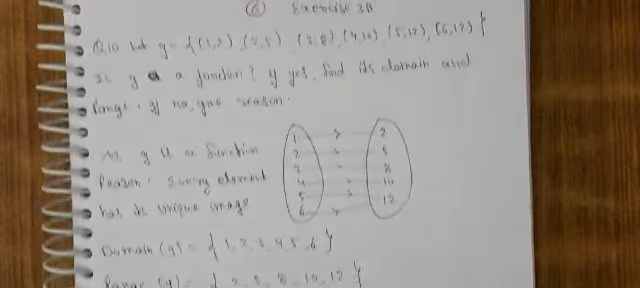 6 Exercise 3A
Q10 Let g = {(1,2), (2,5), (3,8), (4,10), (5,12), (6,12)}
Is g a function? If yes, find its domain and
Range. If no, give reason.
Yes g is a function
Reason: Every element
has its unique image
1 2
2 5
3 8
4 10
5 12
6
Domain (g) = {1, 2, 3, 4, 5, 6}
Range (g) = {2, 5, 8, 10, 12}